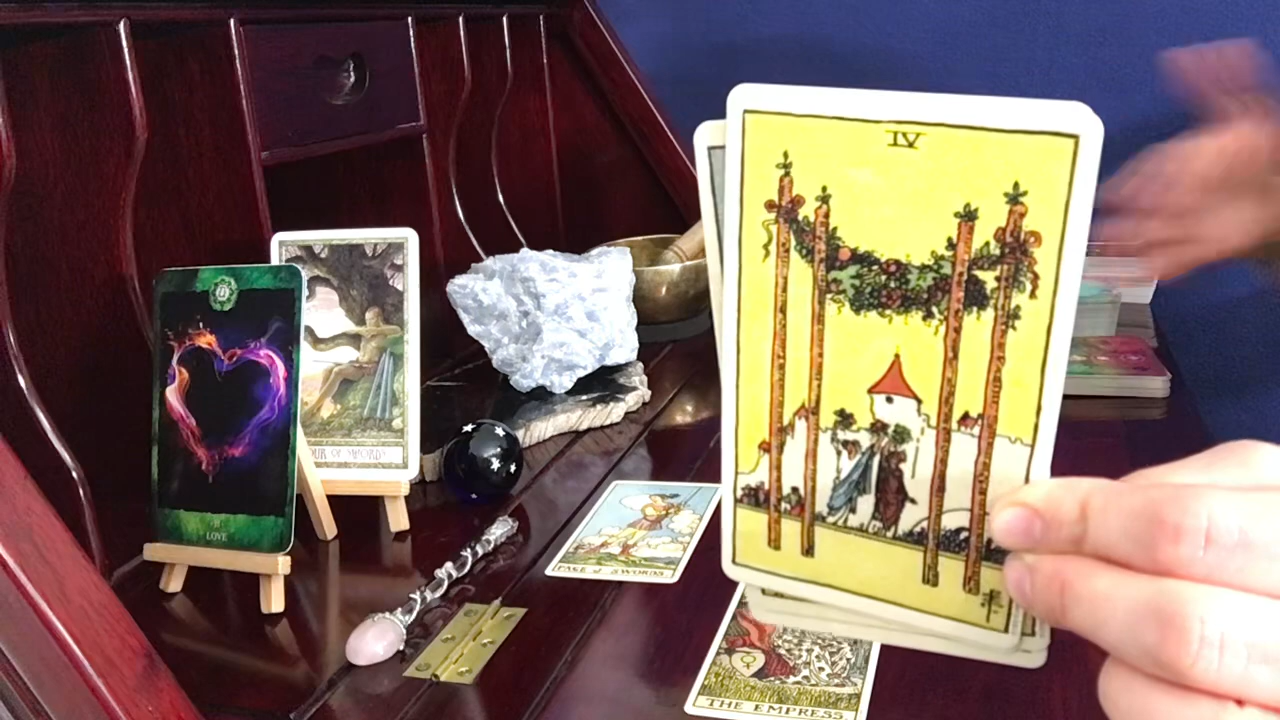 IV
LOVE
OUR OF SWORDS
PAGE of SWORDS.
THE EMPRESS.